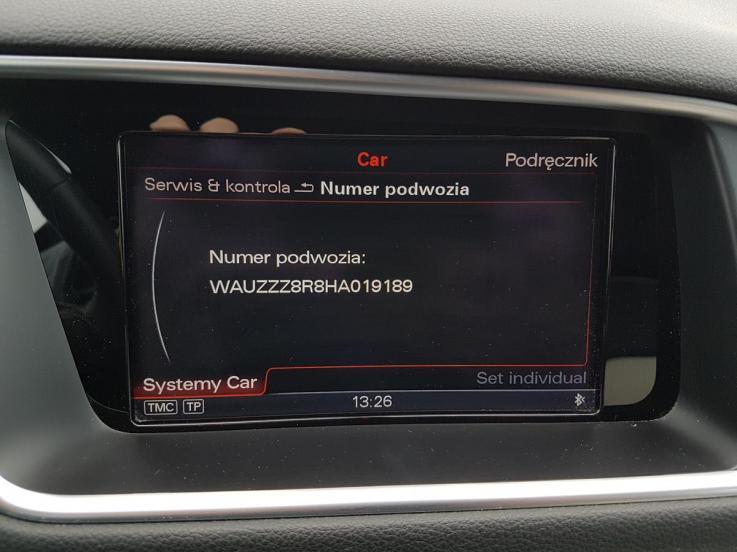 Car
Podręcznik
Serwis & kontrola Numer podwozia
Numer podwozia:
WAUZZZ8R8HA019189
Systemy Car
Set individual
TMC TP
13:26